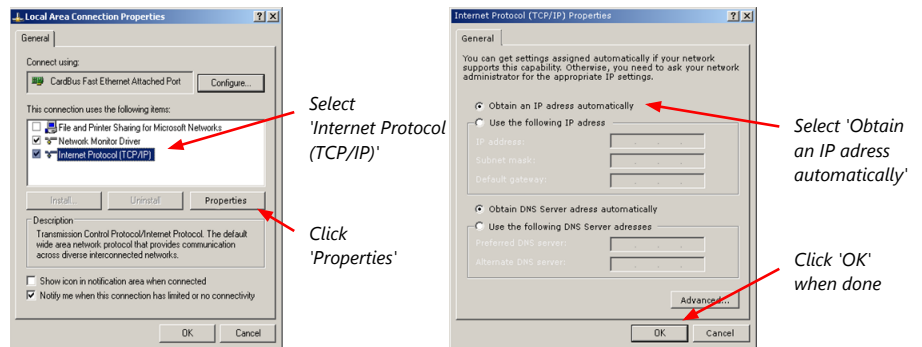 Local Area Connection Properties
General
Connect using:
CardBus Fast Ethernet Attached Port
Configure...
This connection uses the following items:
File and Printer Sharing for Microsoft Networks
Network Monitor Driver
Internet Protocol (TCP/IP)
Install...
Uninstall
Properties
Description
Transmission Control Protocol/Internet Protocol. The default
wide area network protocol that provides communication
across diverse interconnected networks.
Show icon in notification area when connected
Notify me when this connection has limited or no connectivity
OK
Cancel
Select
'Internet Protocol
(TCP/IP)'
Click
'Properties'
Internet Protocol (TCP/IP) Properties
General
You can get settings assigned automatically if your network
supports this capability. Otherwise, you need to ask your network
administrator for the appropriate IP settings.
Obtain an IP adress automatically
Use the following IP adress
IP address:
Subnet mask:
Default gateway:
Obtain DNS Server adress automatically
Use the following DNS Server adresses
Preferred DNS server:
Alternate DNS server:
Advanced...
OK
Cancel
Select 'Obtain
an IP adress
automatically'
Click 'OK'
when done